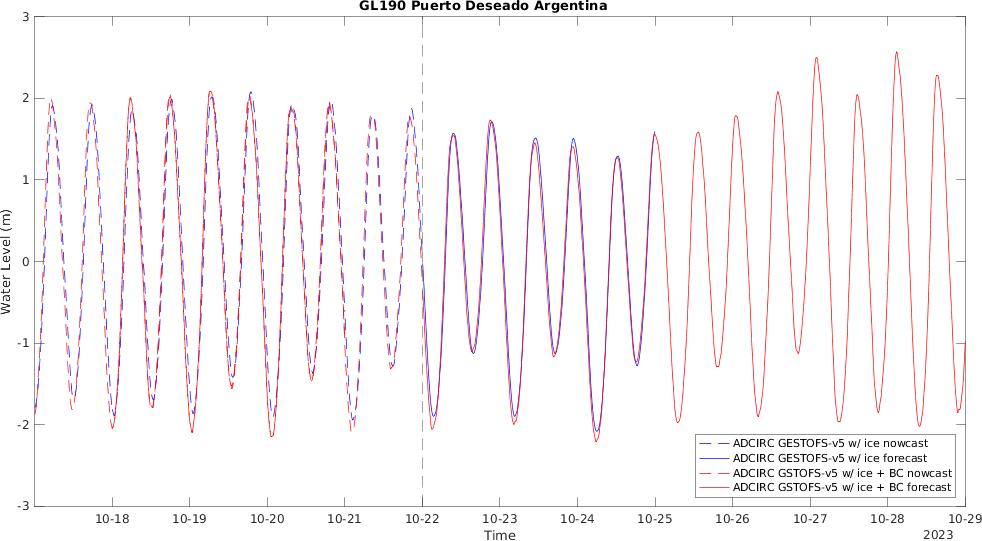 GL190 Puerto Deseado Argentina
3
2
1
0
-1
-2
-3
Water Level (m)
ADCIRC GESTOFS-v5 w/ ice nowcast
ADCIRC GESTOFS-v5 w/ ice forecast
ADCIRC GSTOFS-v5 w/ ice + BC nowcast
ADCIRC GSTOFS-v5 w/ ice + BC forecast
10-18 10-19 10-20 10-21 10-22 10-23 10-24 10-25 10-26 10-27 10-28 10-29
Time 2023